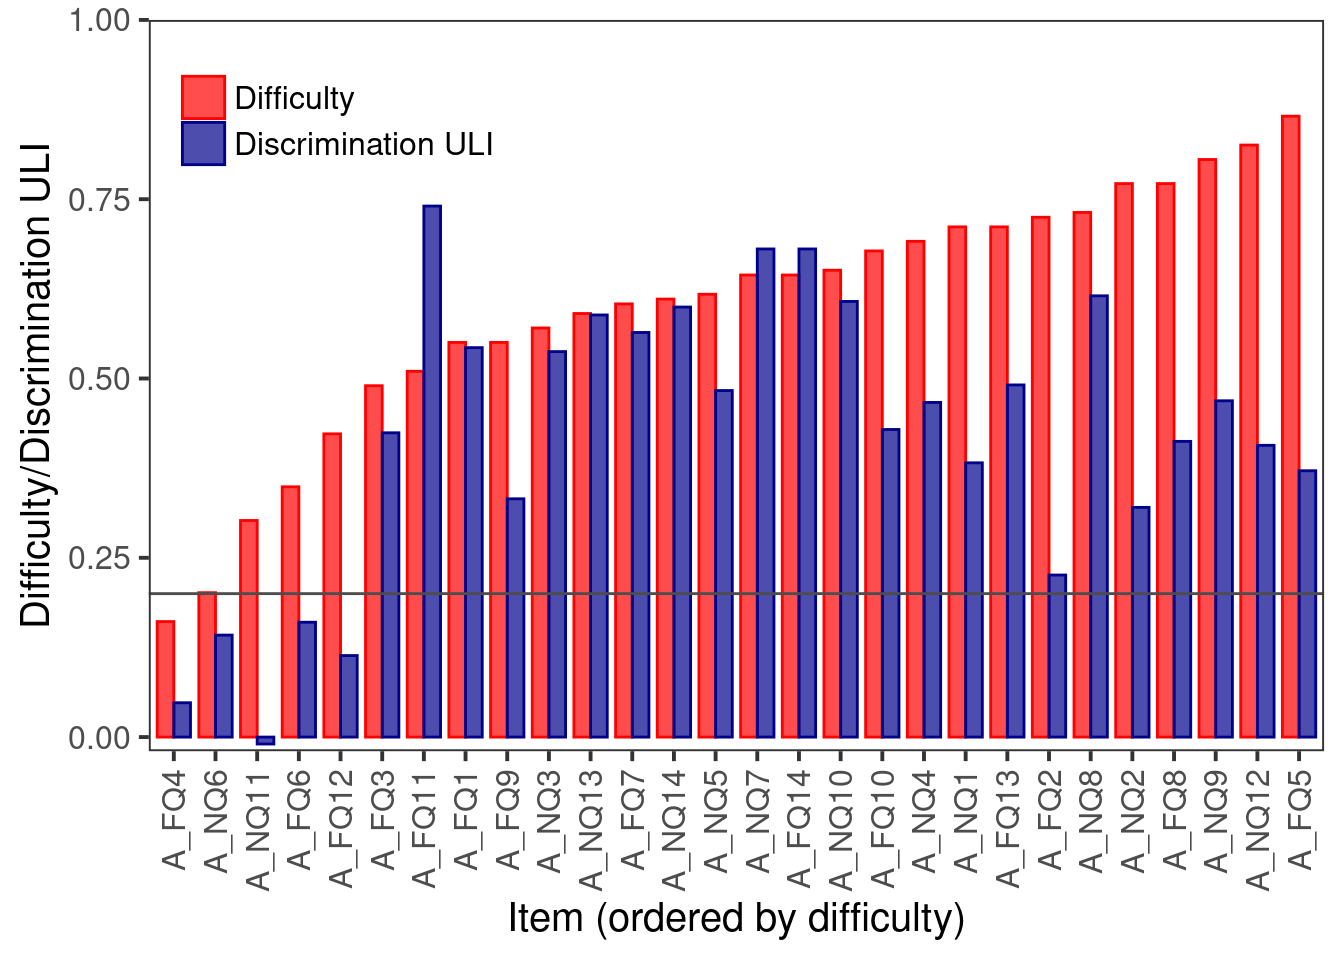 1.00
0.75
0.50
0.25
0.00
Difficulty/Discrimination ULI
Difficulty
Discrimination ULI
A_FQ4
A_NQ6
A_NQ11
A_FQ6
A_FQ12
A_FQ3
A_FQ11
A_FQ1
A_FQ9
A_NQ3
A_NQ13
A_FQ7
A_NQ14
A_NQ5
A_NQ7
A_FQ14
A_NQ10
A_FQ10
A_NQ4
A_NQ1
A_FQ13
A_FQ2
A_NQ8
A_NQ2
A_FQ8
A_NQ9
A_NQ12
A_FQ5
Item (ordered by difficulty)